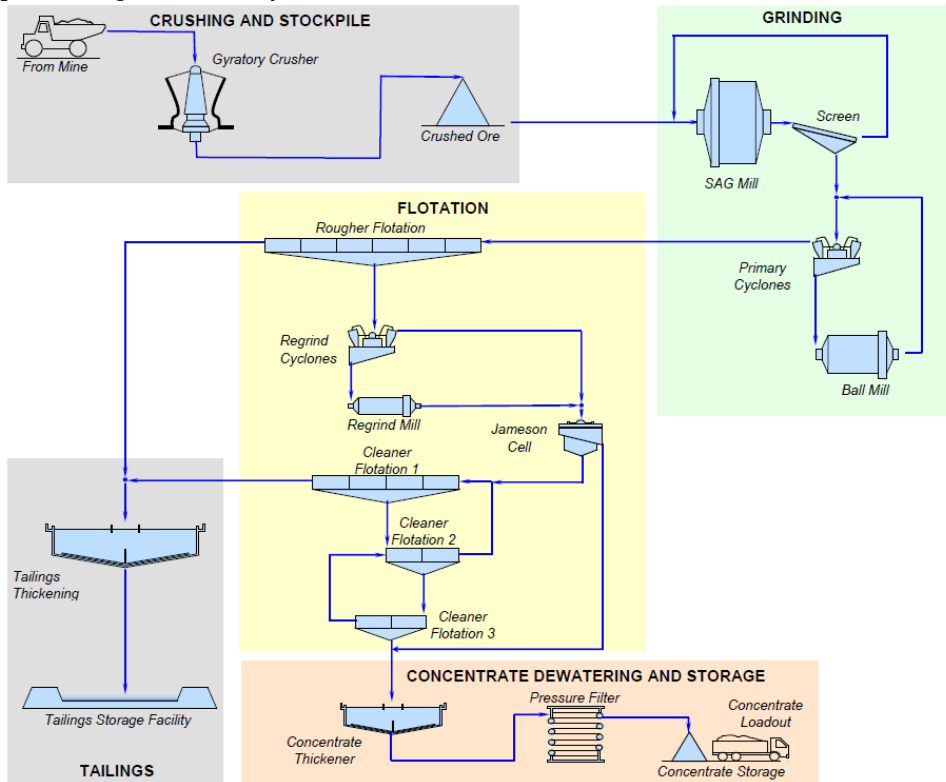 CRUSHING AND STOCKPILE
From Mine
Gyratory Crusher
Crushed Ore
GRINDING
Screen
SAG Mill
Primary
Cyclones
Ball Mill
FLOTATION
Rougher Flotation
Regrind
Cyclones
Regrind Mill
Jameson
Cell
Cleaner
Flotation 1
Cleaner
Flotation 2
Cleaner
Flotation 3
Tailings
Thickening
Tailings Storage Facility
TAILINGS
CONCENTRATE DEWATERING AND STORAGE
Pressure Filter
Concentrate
Thickener
Concentrate
Loadout
Concentrate Storage